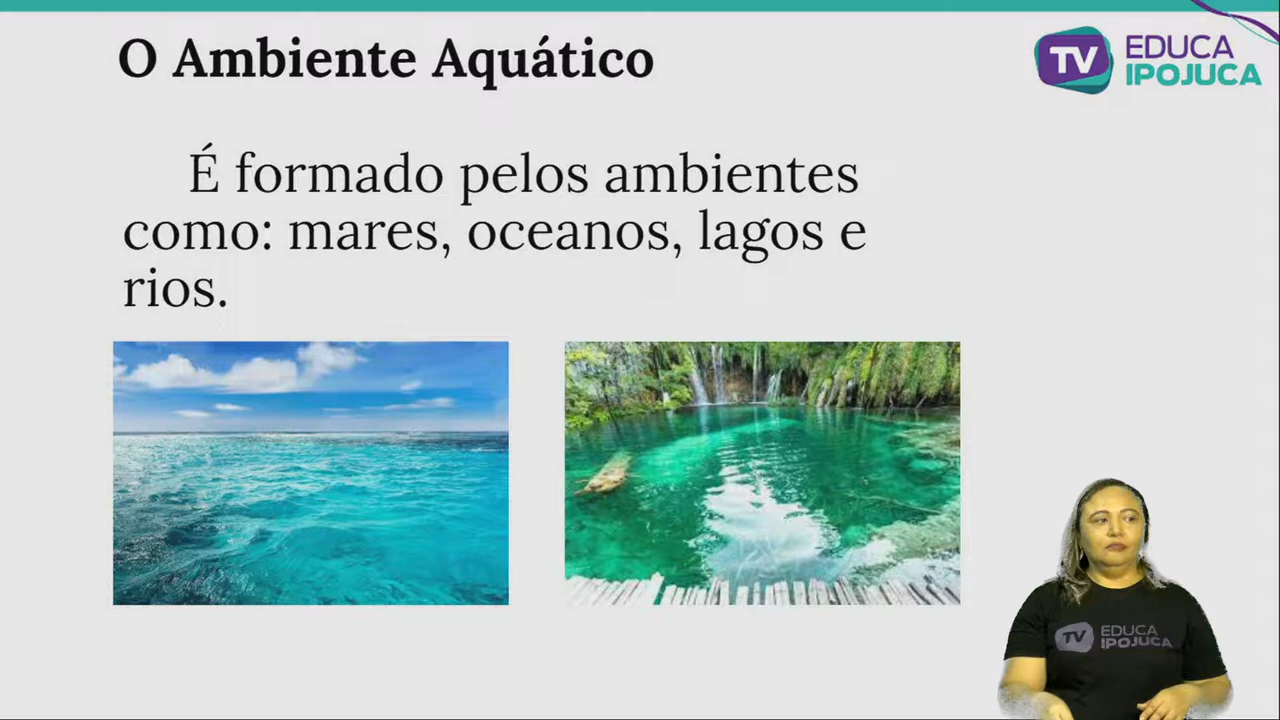 O Ambiente Aquático
TV EDUCA
IPOJUCA
É formado pelos ambientes
como: mares, oceanos, lagos e
rios.
TV EDUCA
IPOJUCA